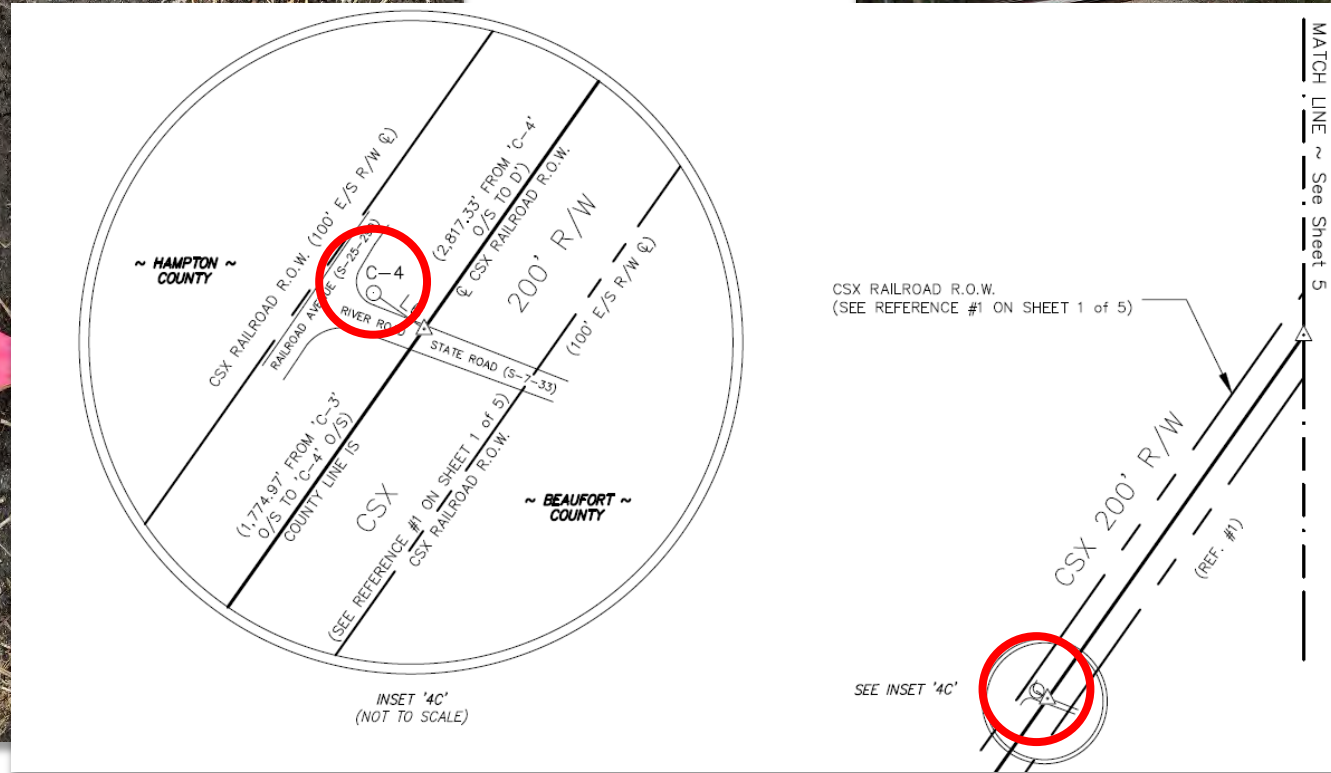 CSX RAILROAD R.O.W. (100' E/S R/W ℄)
~ HAMPTON ~
COUNTY
RAILROAD AVENUE
C-4
RIVER ROAD
STATE ROAD (S-7-33)
(2,817.33' FROM 'C-4'
O/S TO D')
℄ CSX RAILROAD R.O.W.
200' R/W
(100' E/S R/W ℄)
(1,774.97' FROM 'C-3'
O/S TO 'C-4' O/S)
COUNTY LINE IS
CSX
(SEE REFERENCE #1 ON SHEET 1 of 5)
CSX RAILROAD R.O.W.
~ BEAUFORT ~
COUNTY
INSET '4C'
(NOT TO SCALE)
MATCH LINE ~ See Sheet 5
CSX RAILROAD R.O.W.
(SEE REFERENCE #1 ON SHEET 1 of 5)
CSX 200' R/W
(REF. #1)
SEE INSET '4C'